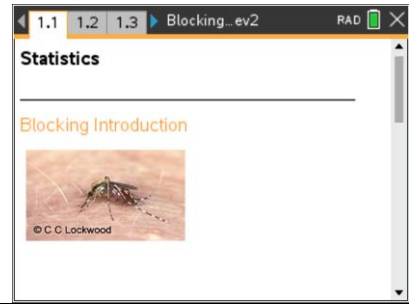 1.1 1.2 1.3 Blocking...ev2 RAD
Statistics
Blocking Introduction
© C C Lockwood